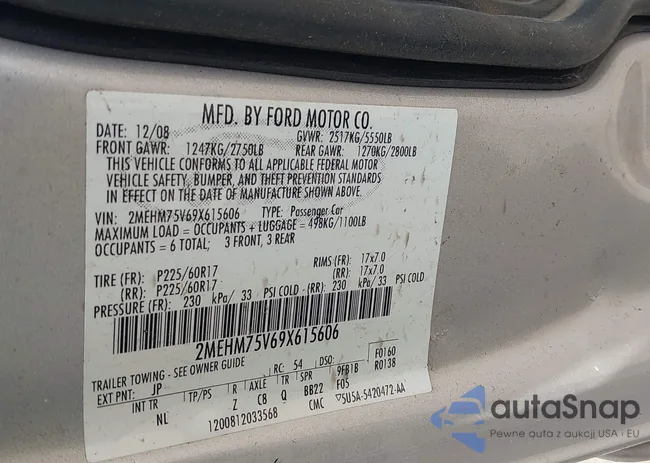 MFD. BY FORD MOTOR CO.
DATE: 12/08 GVWR: 2517KG/5550LB
FRONT GAWR: 1247KG/2750LB REAR GAWR: 1270KG/2800LB
THIS VEHICLE CONFORMS TO ALL APPLICABLE FEDERAL MOTOR
VEHICLE SAFETY, BUMPER, AND THEFT PREVENTION STANDARDS
IN EFFECT ON THE DATE OF MANUFACTURE SHOWN ABOVE.
VIN: 2MEHM75V69X615606 TYPE: Passenger Car
MAXIMUM LOAD = OCCUPANTS + LUGGAGE = 498KG/1100LB
OCCUPANTS = 6 TOTAL; 3 FRONT, 3 REAR
TIRE (FR): P225/60R17 RIMS (FR): 17x7.0
(RR): P225/60R17 (RR): 17x7.0
PRESSURE (FR): 230 kPa/ 33 PSI COLD - (RR): 230 kPa/ 33 PSI COLD
2MEHM75V69X615606
TRAILER TOWING - SEE OWNER GUIDE
EXT PNT: JP RC: 54 DSO: F0160
INT TR TP/PS R AXLE TR SPR 9FB1B R0138
NL Z C8 Q BB22 F05
1200812033568 CMC ▽5U5A-5420472-AA
autaSnap
Pewne auta z aukcji USA i EU